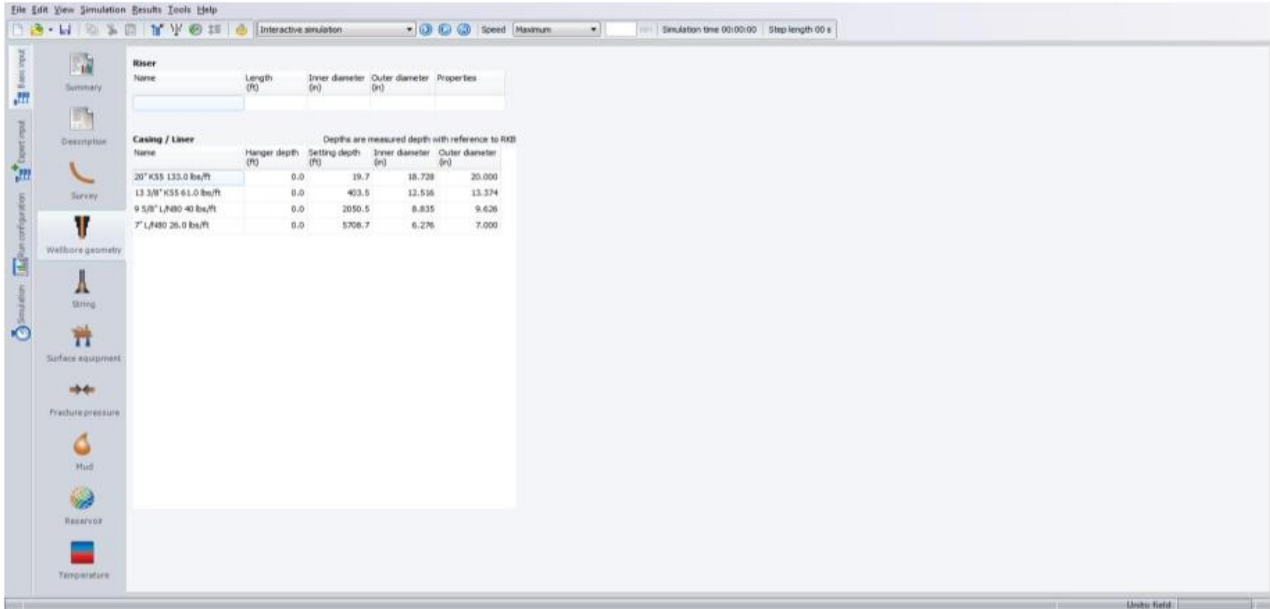 File Edit View Simulation Results Tools Help
Interactive simulation Speed Maximum Simulation time 00:00:00 Step length 00 s
Basic input
Expert input
Run configuration
Simulation
Summary
Description
Survey
Wellbore geometry
String
Surface equipment
Fracture pressure
Mud
Reservoir
Temperature
Riser
Name Length (ft) Inner diameter (in) Outer diameter (in) Properties
Casing / Liner Depths are measured depth with reference to RKB
Name Hanger depth (ft) Setting depth (ft) Inner diameter (in) Outer diameter (in)
20" K55 133.0 lbs/ft 0.0 19.7 18.728 20.000
13 3/8" K55 61.0 lbs/ft 0.0 403.5 12.516 13.374
9 5/8" L/N80 40 lbs/ft 0.0 2050.5 8.835 9.626
7" L/N80 26.0 lbs/ft 0.0 5708.7 6.276 7.000
Units: Field